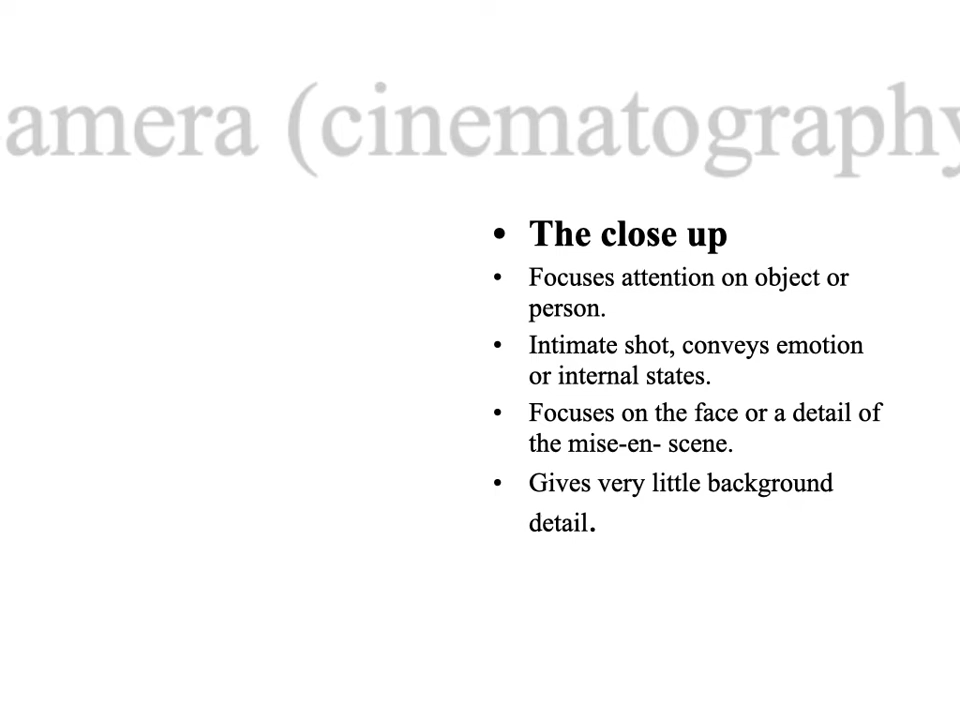 amera (cinematography
• The close up
• Focuses attention on object or
person.
• Intimate shot, conveys emotion
or internal states.
• Focuses on the face or a detail of
the mise-en- scene.
• Gives very little background
detail.